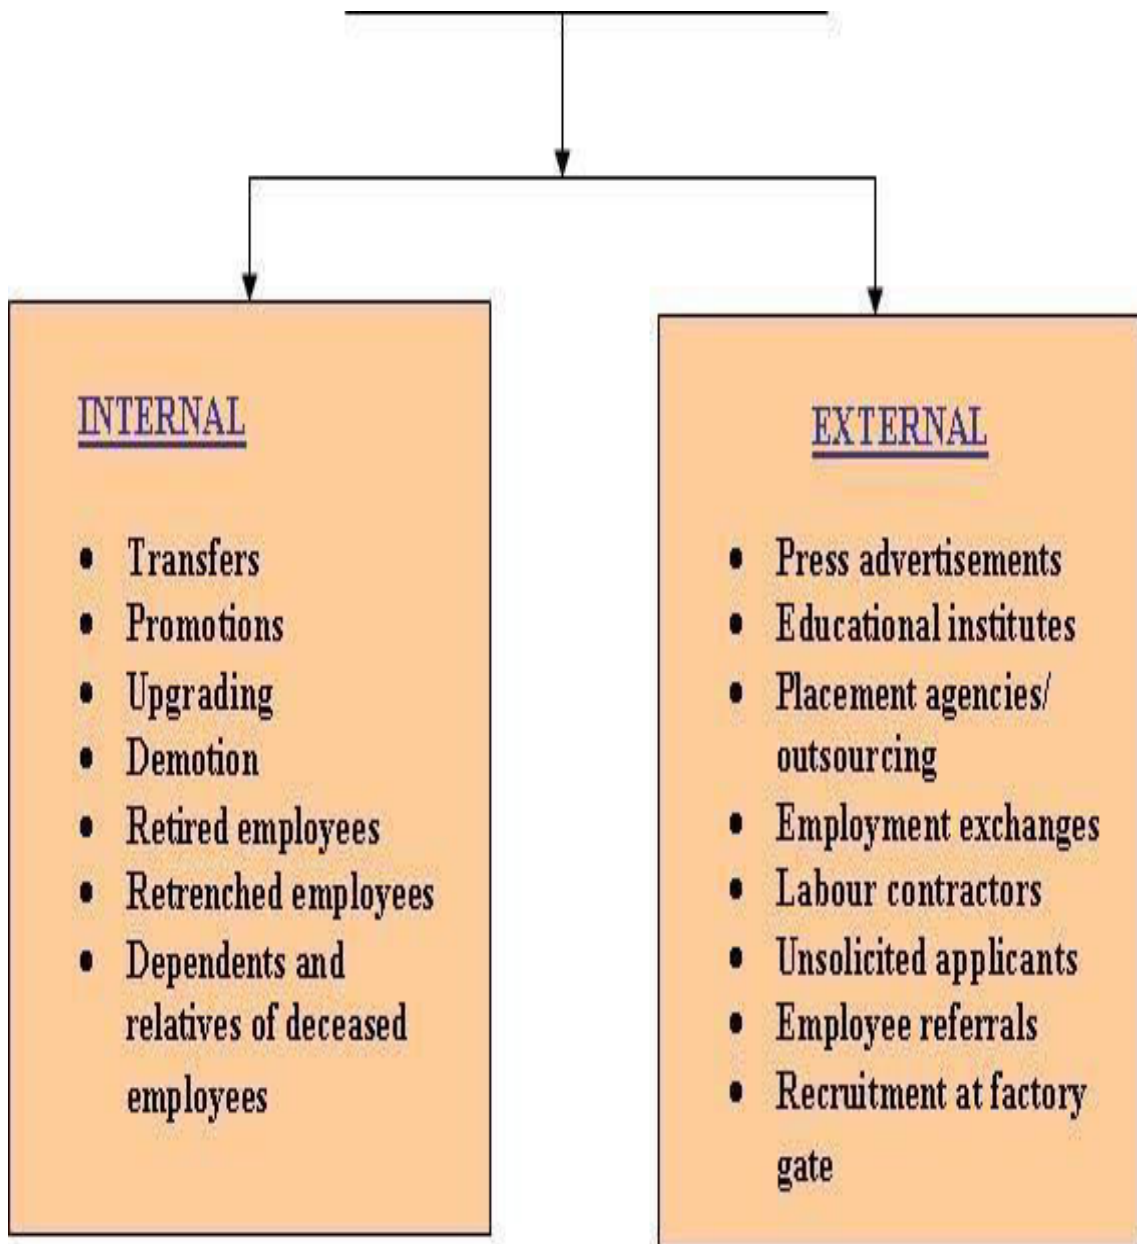 INTERNAL
• Transfers
• Promotions
• Upgrading
• Demotion
• Retired employees
• Retrenched employees
• Dependents and
relatives of deceased
employees
EXTERNAL
• Press advertisements
• Educational institutes
• Placement agencies/
outsourcing
• Employment exchanges
• Labour contractors
• Unsolicited applicants
• Employee referrals
• Recruitment at factory
gate